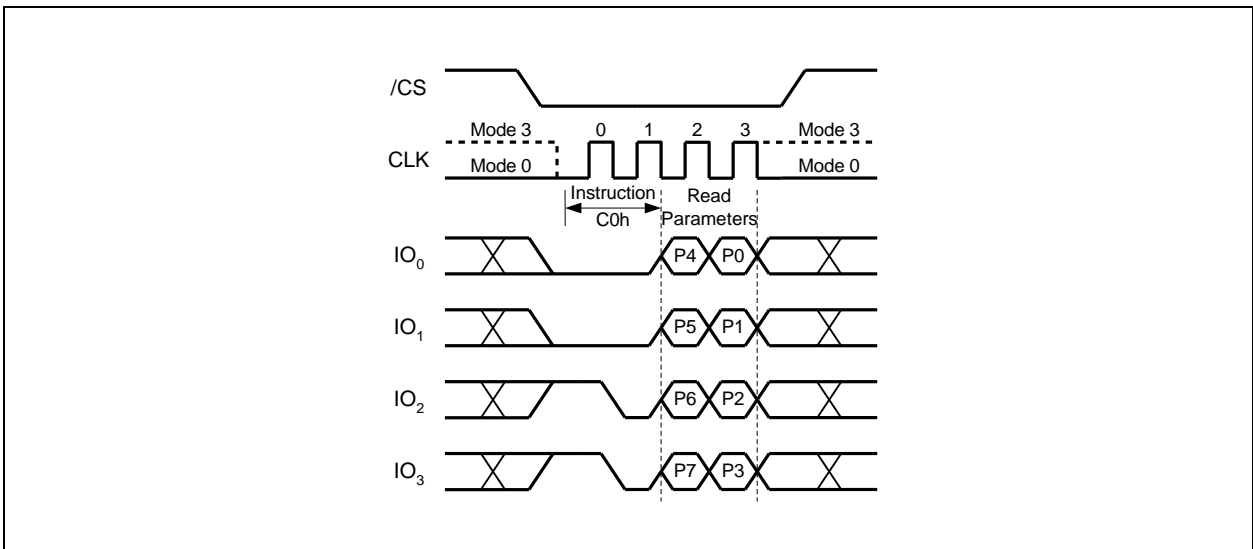 /CS
Mode 3 0 1 2 3 Mode 3
CLK
Mode 0 Mode 0
Instruction Read
C0h Parameters
IO0 P4 P0
IO1 P5 P1
IO2 P6 P2
IO3 P7 P3